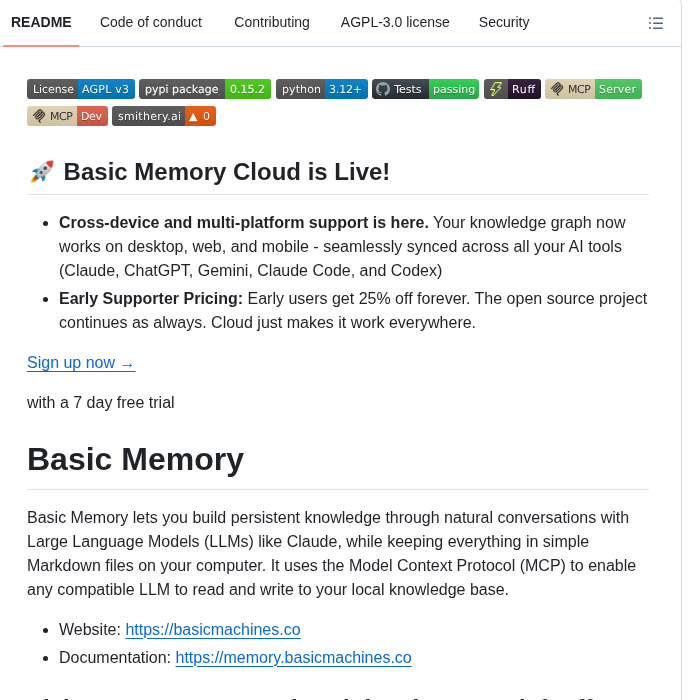 README Code of conduct Contributing AGPL-3.0 license Security
License AGPL v3 pypi package 0.15.2 python 3.12+ Tests passing Ruff MCP Server
MCP Dev smithery.ai ▲ 0
🚀 Basic Memory Cloud is Live!
• Cross-device and multi-platform support is here. Your knowledge graph now
works on desktop, web, and mobile - seamlessly synced across all your AI tools
(Claude, ChatGPT, Gemini, Claude Code, and Codex)
• Early Supporter Pricing: Early users get 25% off forever. The open source project
continues as always. Cloud just makes it work everywhere.
Sign up now →
with a 7 day free trial
Basic Memory
Basic Memory lets you build persistent knowledge through natural conversations with
Large Language Models (LLMs) like Claude, while keeping everything in simple
Markdown files on your computer. It uses the Model Context Protocol (MCP) to enable
any compatible LLM to read and write to your local knowledge base.
• Website: https://basicmachines.co
• Documentation: https://memory.basicmachines.co